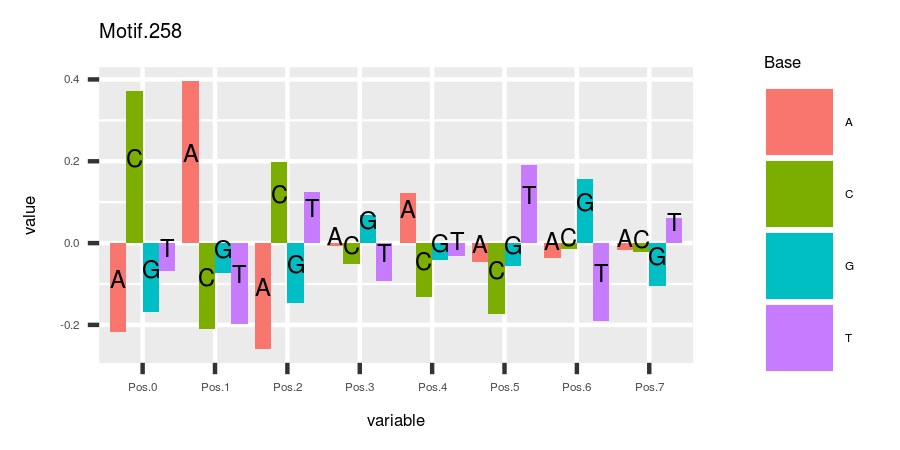 Motif.258
Base
0.4
0.2
0.0
-0.2
value
A C G T A C G T A C G T A C G T A C G T A C G T A C G T A C G T
Pos.0 Pos.1 Pos.2 Pos.3 Pos.4 Pos.5 Pos.6 Pos.7
variable
A
C
G
T